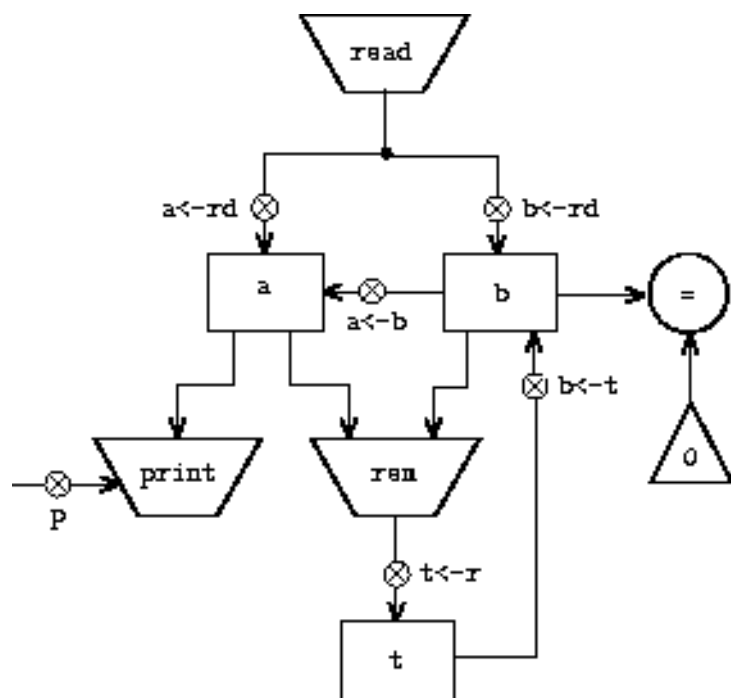 read
a<-rd
b<-rd
a
b
=
a<-b
b<-t
print
rem
0
P
t<-r
t